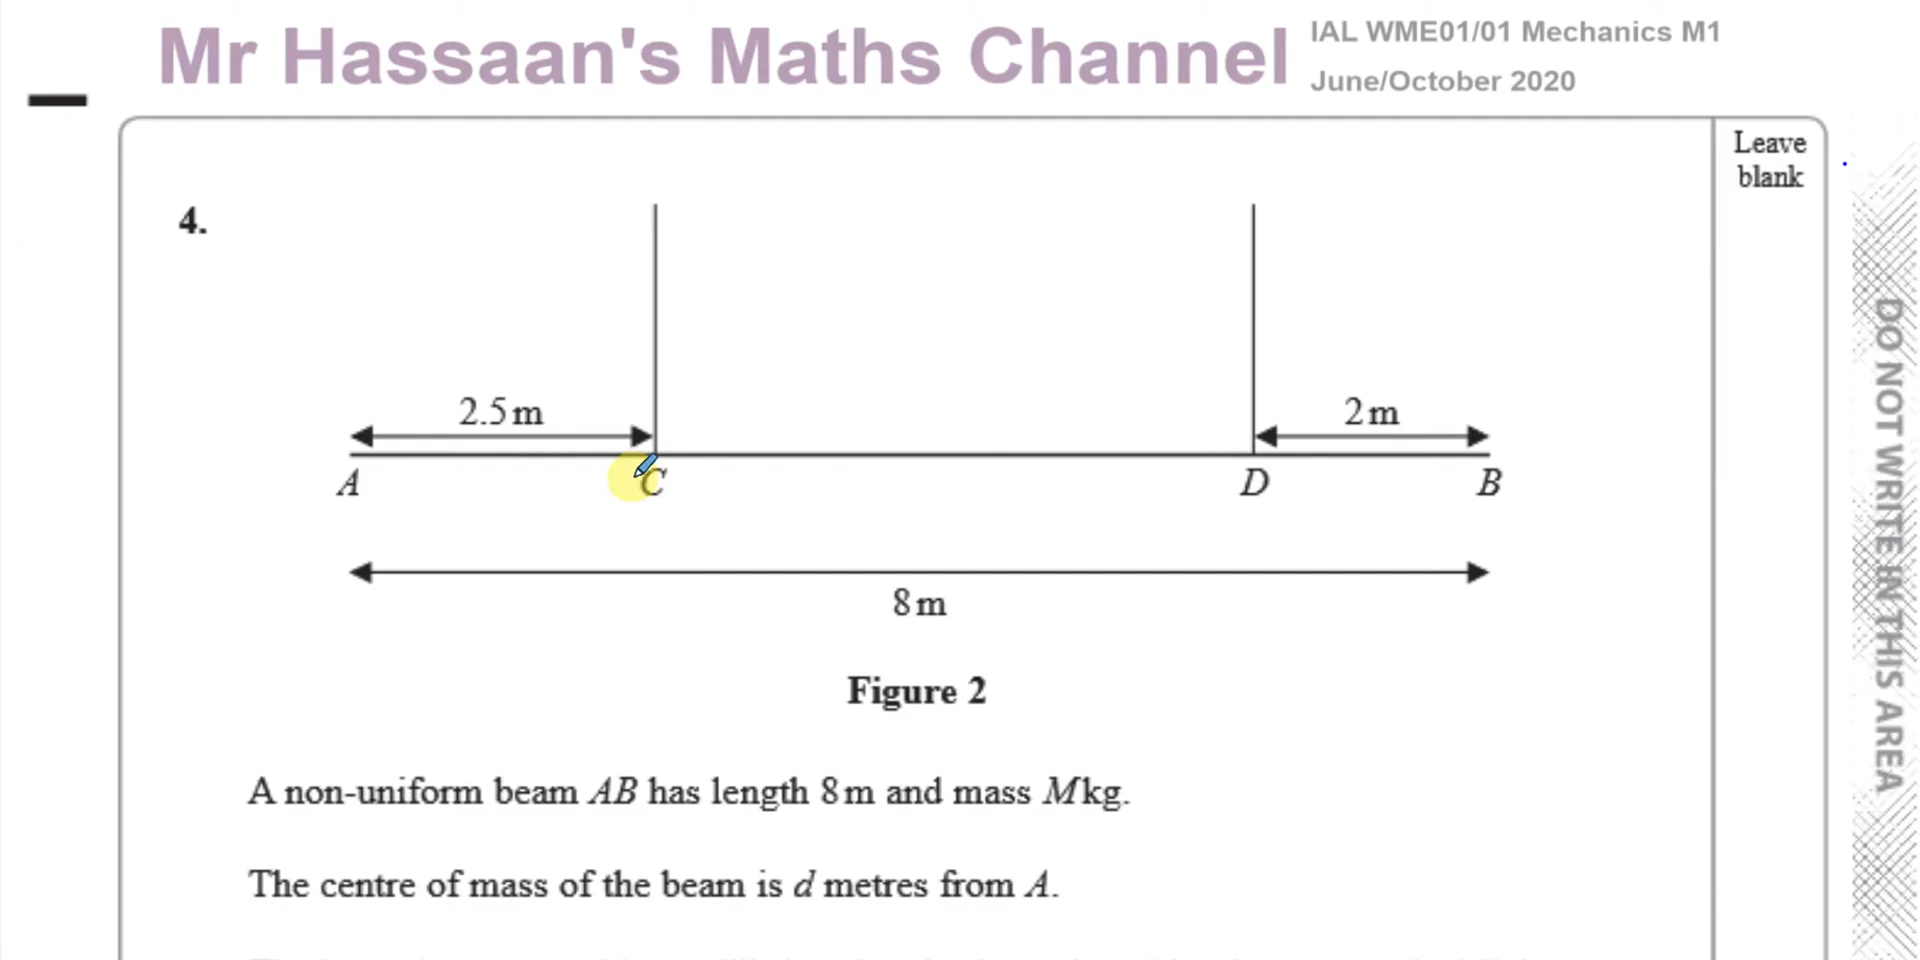 Mr Hassaan's Maths Channel
IAL WME01/01 Mechanics M1
June/October 2020
Leave
blank
4.
2.5 m
2 m
A
C
D
B
8 m
Figure 2
A non-uniform beam AB has length 8 m and mass M kg.
The centre of mass of the beam is d metres from A.
DO NOT WRITE IN THIS AREA